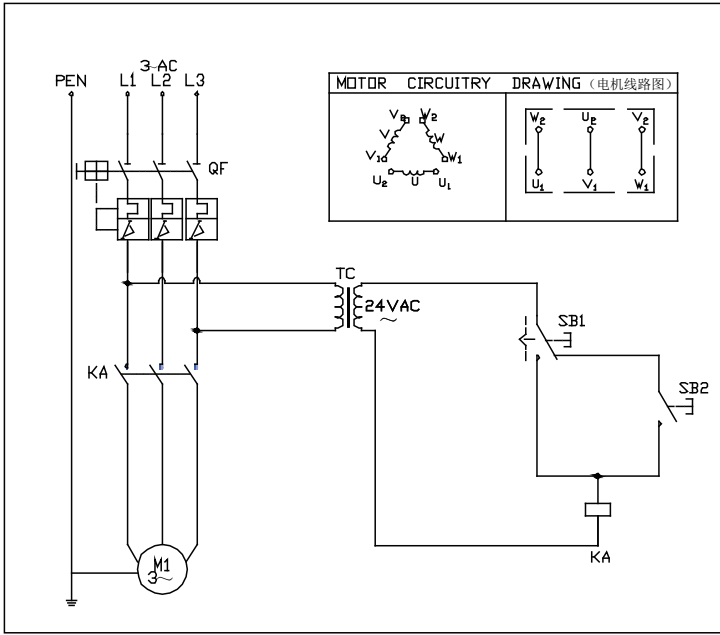 3~AC
PEN L1 L2 L3
QF
MOTOR CIRCUITRY DRAWING (电机线路图)
V2 W2
V W
V1 W1
U2 U U1
W2 U2 V2
U1 V1 W1
TC
24VAC
~
SB1
SB2
KA
KA
M1
3~